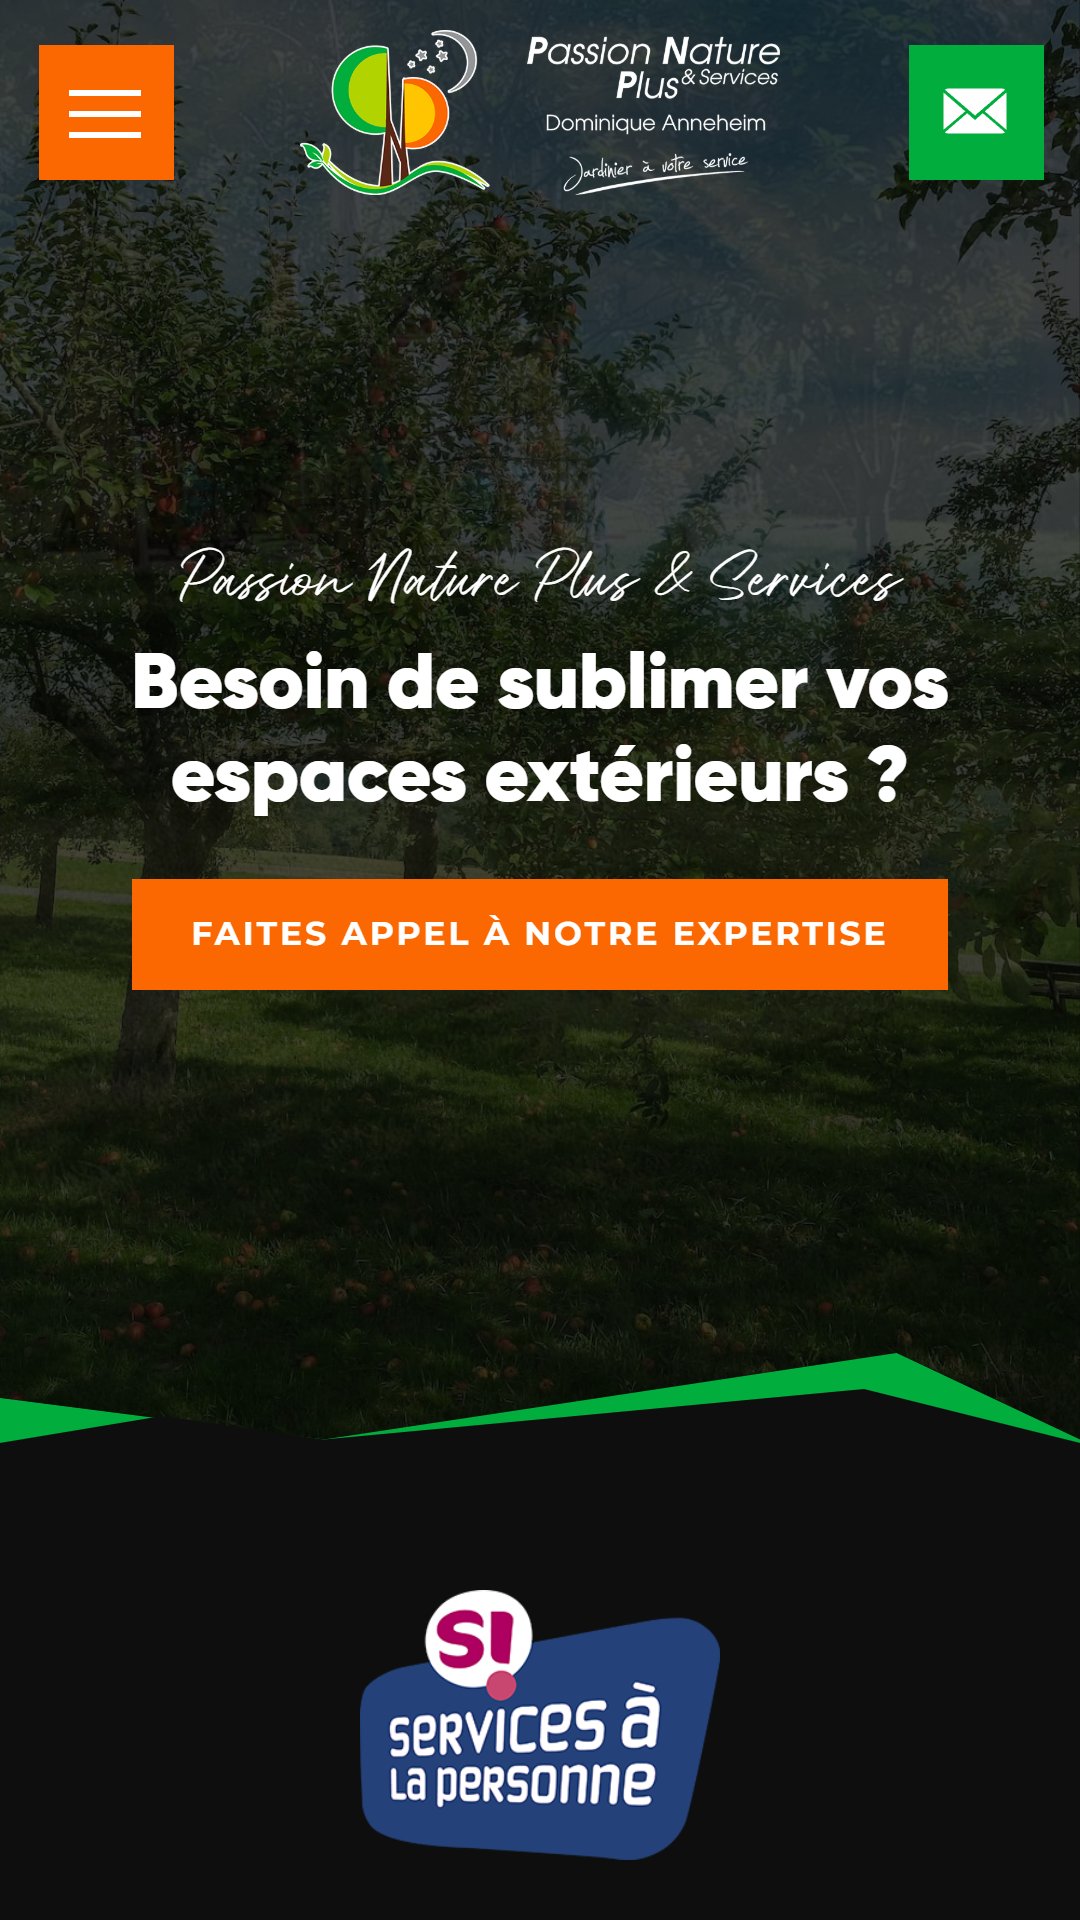 Passion Nature
Plus & Services
Dominique Anneheim
Jardinier à votre service
Passion Nature Plus & Services
Besoin de sublimer vos
espaces extérieurs ?
FAITES APPEL À NOTRE EXPERTISE
SI
services à
la personne